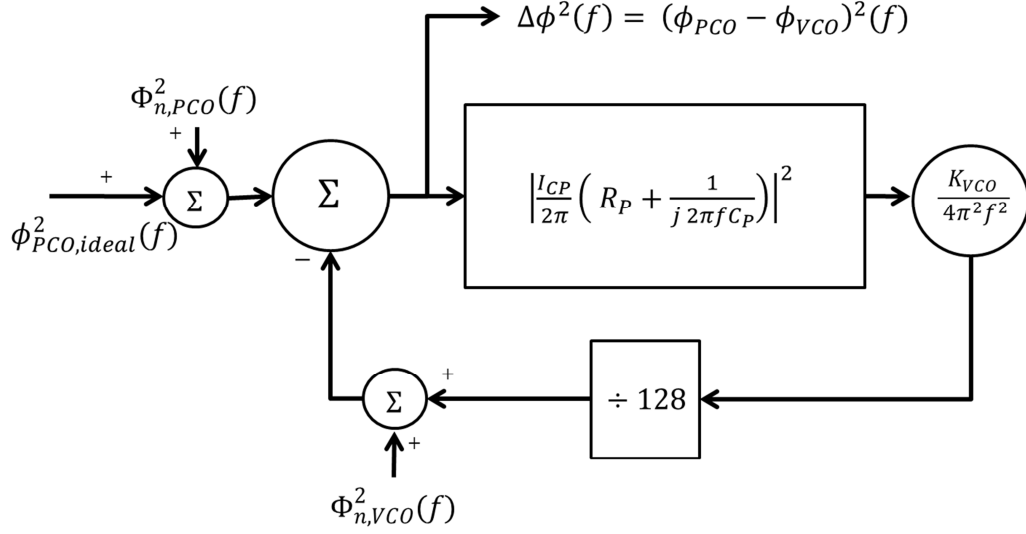 Δϕ²(f) = (ϕ_PCO − ϕ_VCO)²(f)
Φ²_n,PCO(f)
+
+
Σ
Σ
ϕ²_PCO,ideal(f)
−
|I_CP/2π ( R_P + 1/(j 2πfC_P) )|²
K_VCO/4π²f²
+
Σ
÷ 128
+
Φ²_n,VCO(f)